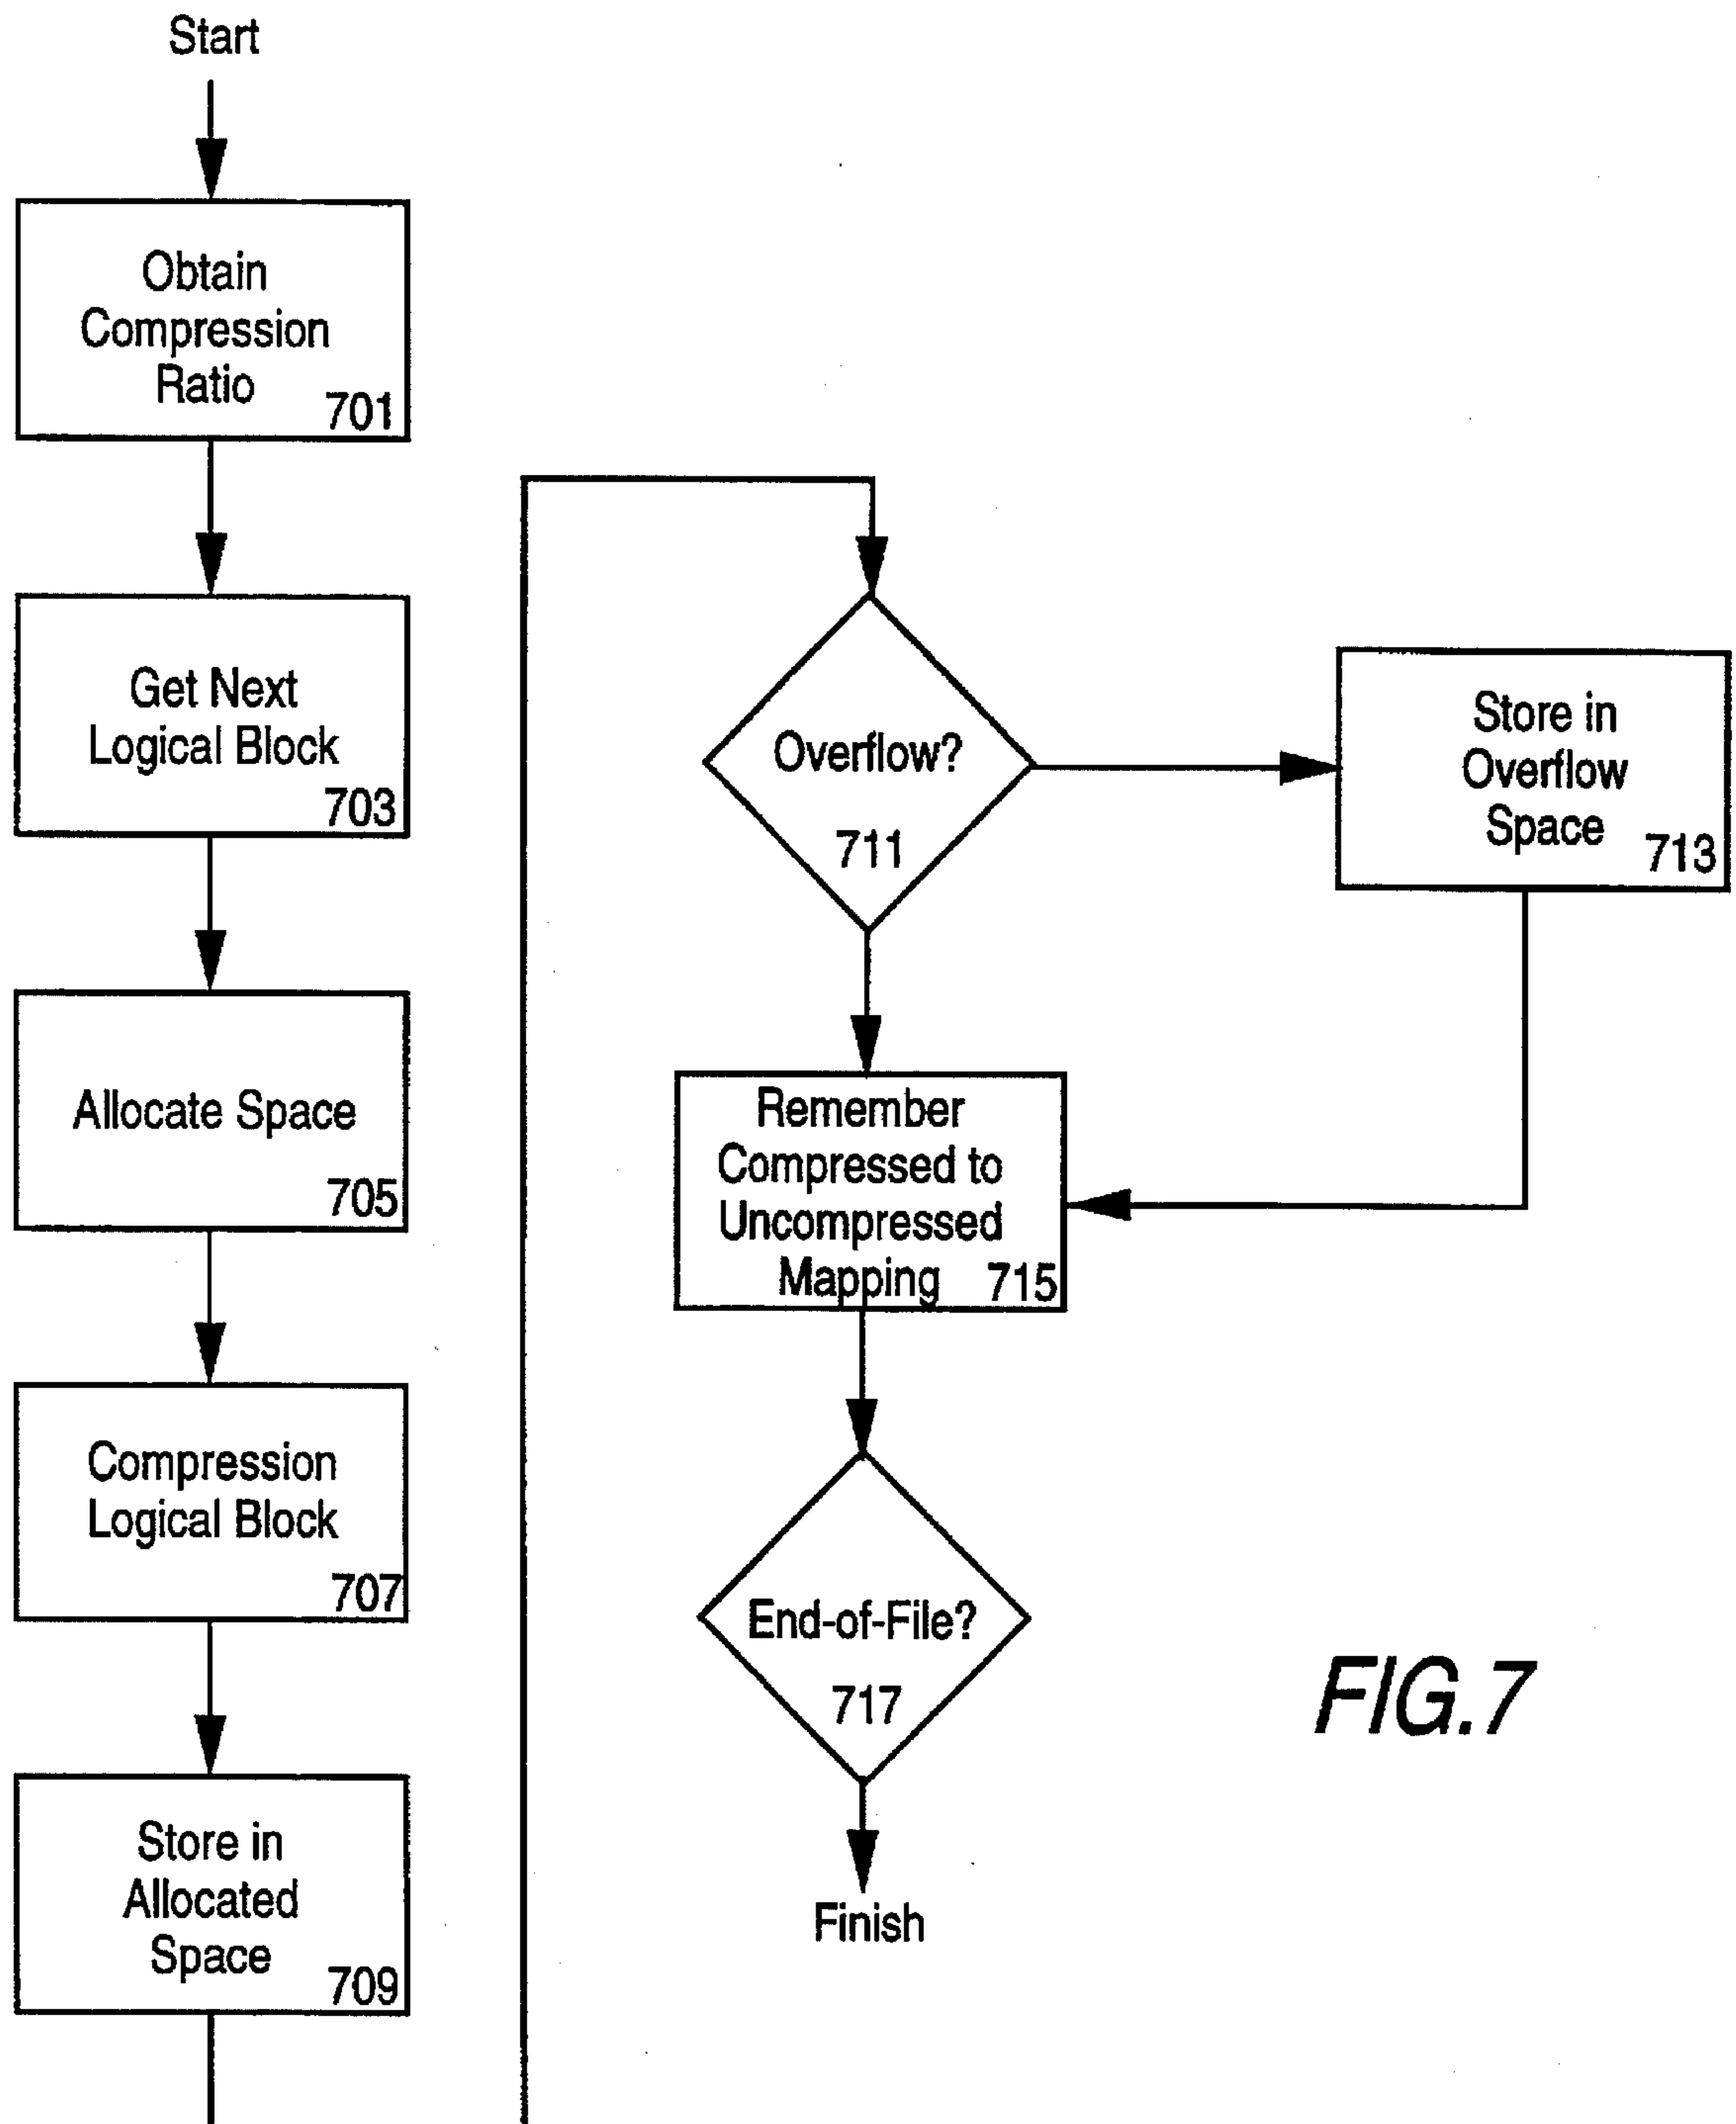 Start
Obtain
Compression
Ratio
701
Get Next
Logical Block
703
Allocate Space
705
Compression
Logical Block
707
Store in
Allocated
Space
709
Overflow?
711
Store in
Overflow
Space
713
Remember
Compressed to
Uncompressed
Mapping 715
End-of-File?
717
Finish
FIG.7